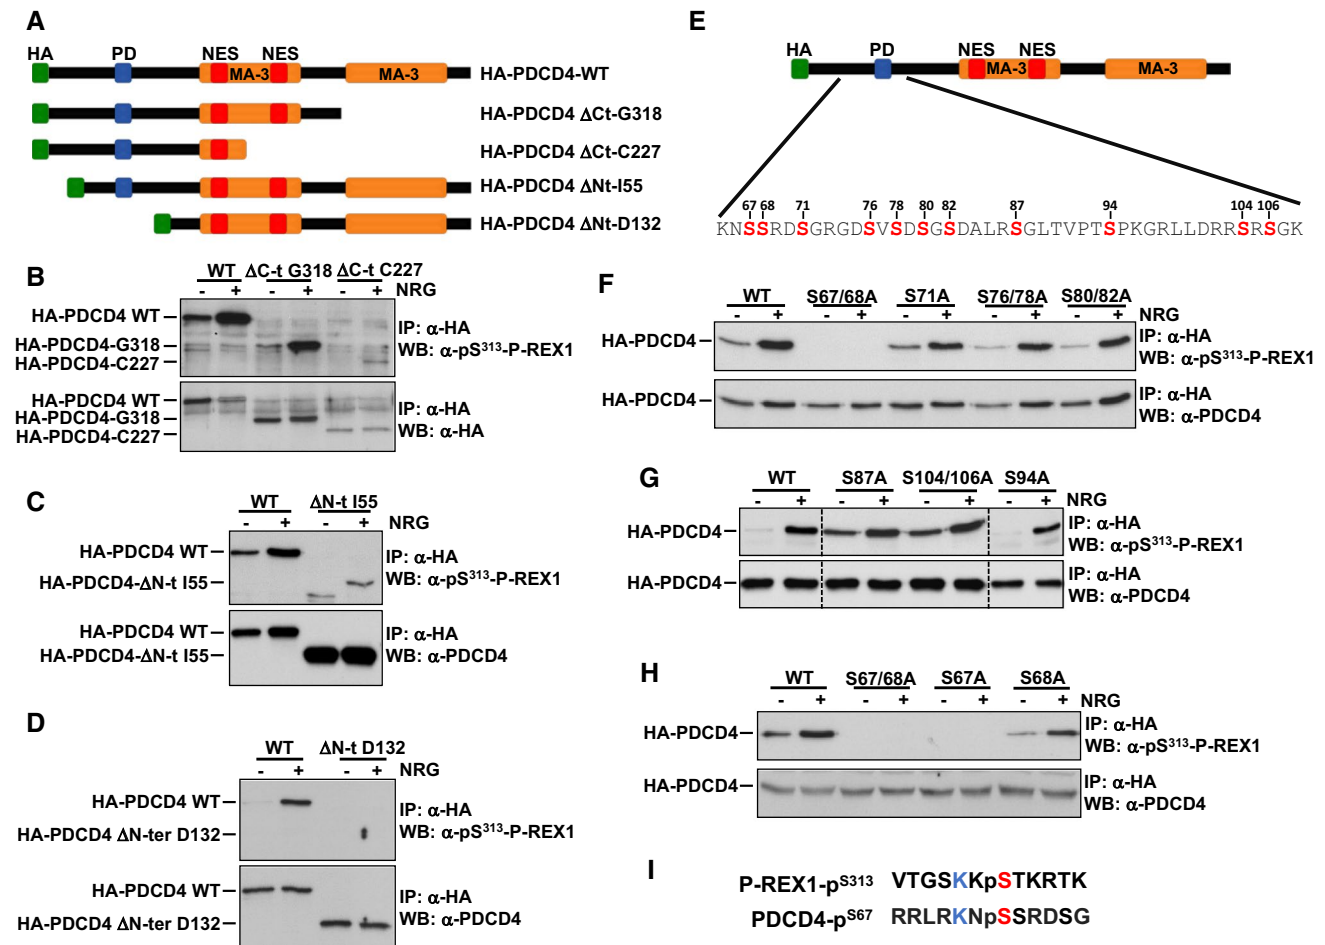 A
HA PD NES NES
MA-3 MA-3 HA-PDCD4-WT
HA-PDCD4 ΔCt-G318
HA-PDCD4 ΔCt-C227
HA-PDCD4 ΔNt-I55
HA-PDCD4 ΔNt-D132
B
WT ΔC-t G318 ΔC-t C227
- + - + - + NRG
HA-PDCD4 WT
HA-PDCD4-G318
HA-PDCD4-C227
IP: α-HA
WB: α-pS³¹³-P-REX1
HA-PDCD4 WT
HA-PDCD4-G318
HA-PDCD4-C227
IP: α-HA
WB: α-HA
C
WT ΔN-t I55
- + - + NRG
HA-PDCD4 WT
HA-PDCD4-ΔN-t I55
IP: α-HA
WB: α-pS³¹³-P-REX1
HA-PDCD4 WT
HA-PDCD4-ΔN-t I55
IP: α-HA
WB: α-PDCD4
D
WT ΔN-t D132
- + - + NRG
HA-PDCD4 WT
HA-PDCD4 ΔN-ter D132
IP: α-HA
WB: α-pS³¹³-P-REX1
HA-PDCD4 WT
HA-PDCD4 ΔN-ter D132
IP: α-HA
WB: α-PDCD4
E
HA PD NES NES
MA-3 MA-3
67 68 71 76 78 80 82 87 94 104 106
KNSSRDSGRGDSVSDSGSDALRSGLTVPTSPKGRLLDRRSRSGK
F
WT S67/68A S71A S76/78A S80/82A
- + - + - + - + - + NRG
HA-PDCD4
IP: α-HA
WB: α-pS³¹³-P-REX1
HA-PDCD4
IP: α-HA
WB: α-PDCD4
G
WT S87A S104/106A S94A
- + - + - + - + NRG
HA-PDCD4
IP: α-HA
WB: α-pS³¹³-P-REX1
HA-PDCD4
IP: α-HA
WB: α-PDCD4
H
WT S67/68A S67A S68A
- + - + - + - + NRG
HA-PDCD4
IP: α-HA
WB: α-pS³¹³-P-REX1
HA-PDCD4
IP: α-HA
WB: α-PDCD4
I
P-REX1-pS³¹³ VTGSKKpSTKRTK
PDCD4-pS⁶⁷ RRLRKNpSSRDSG